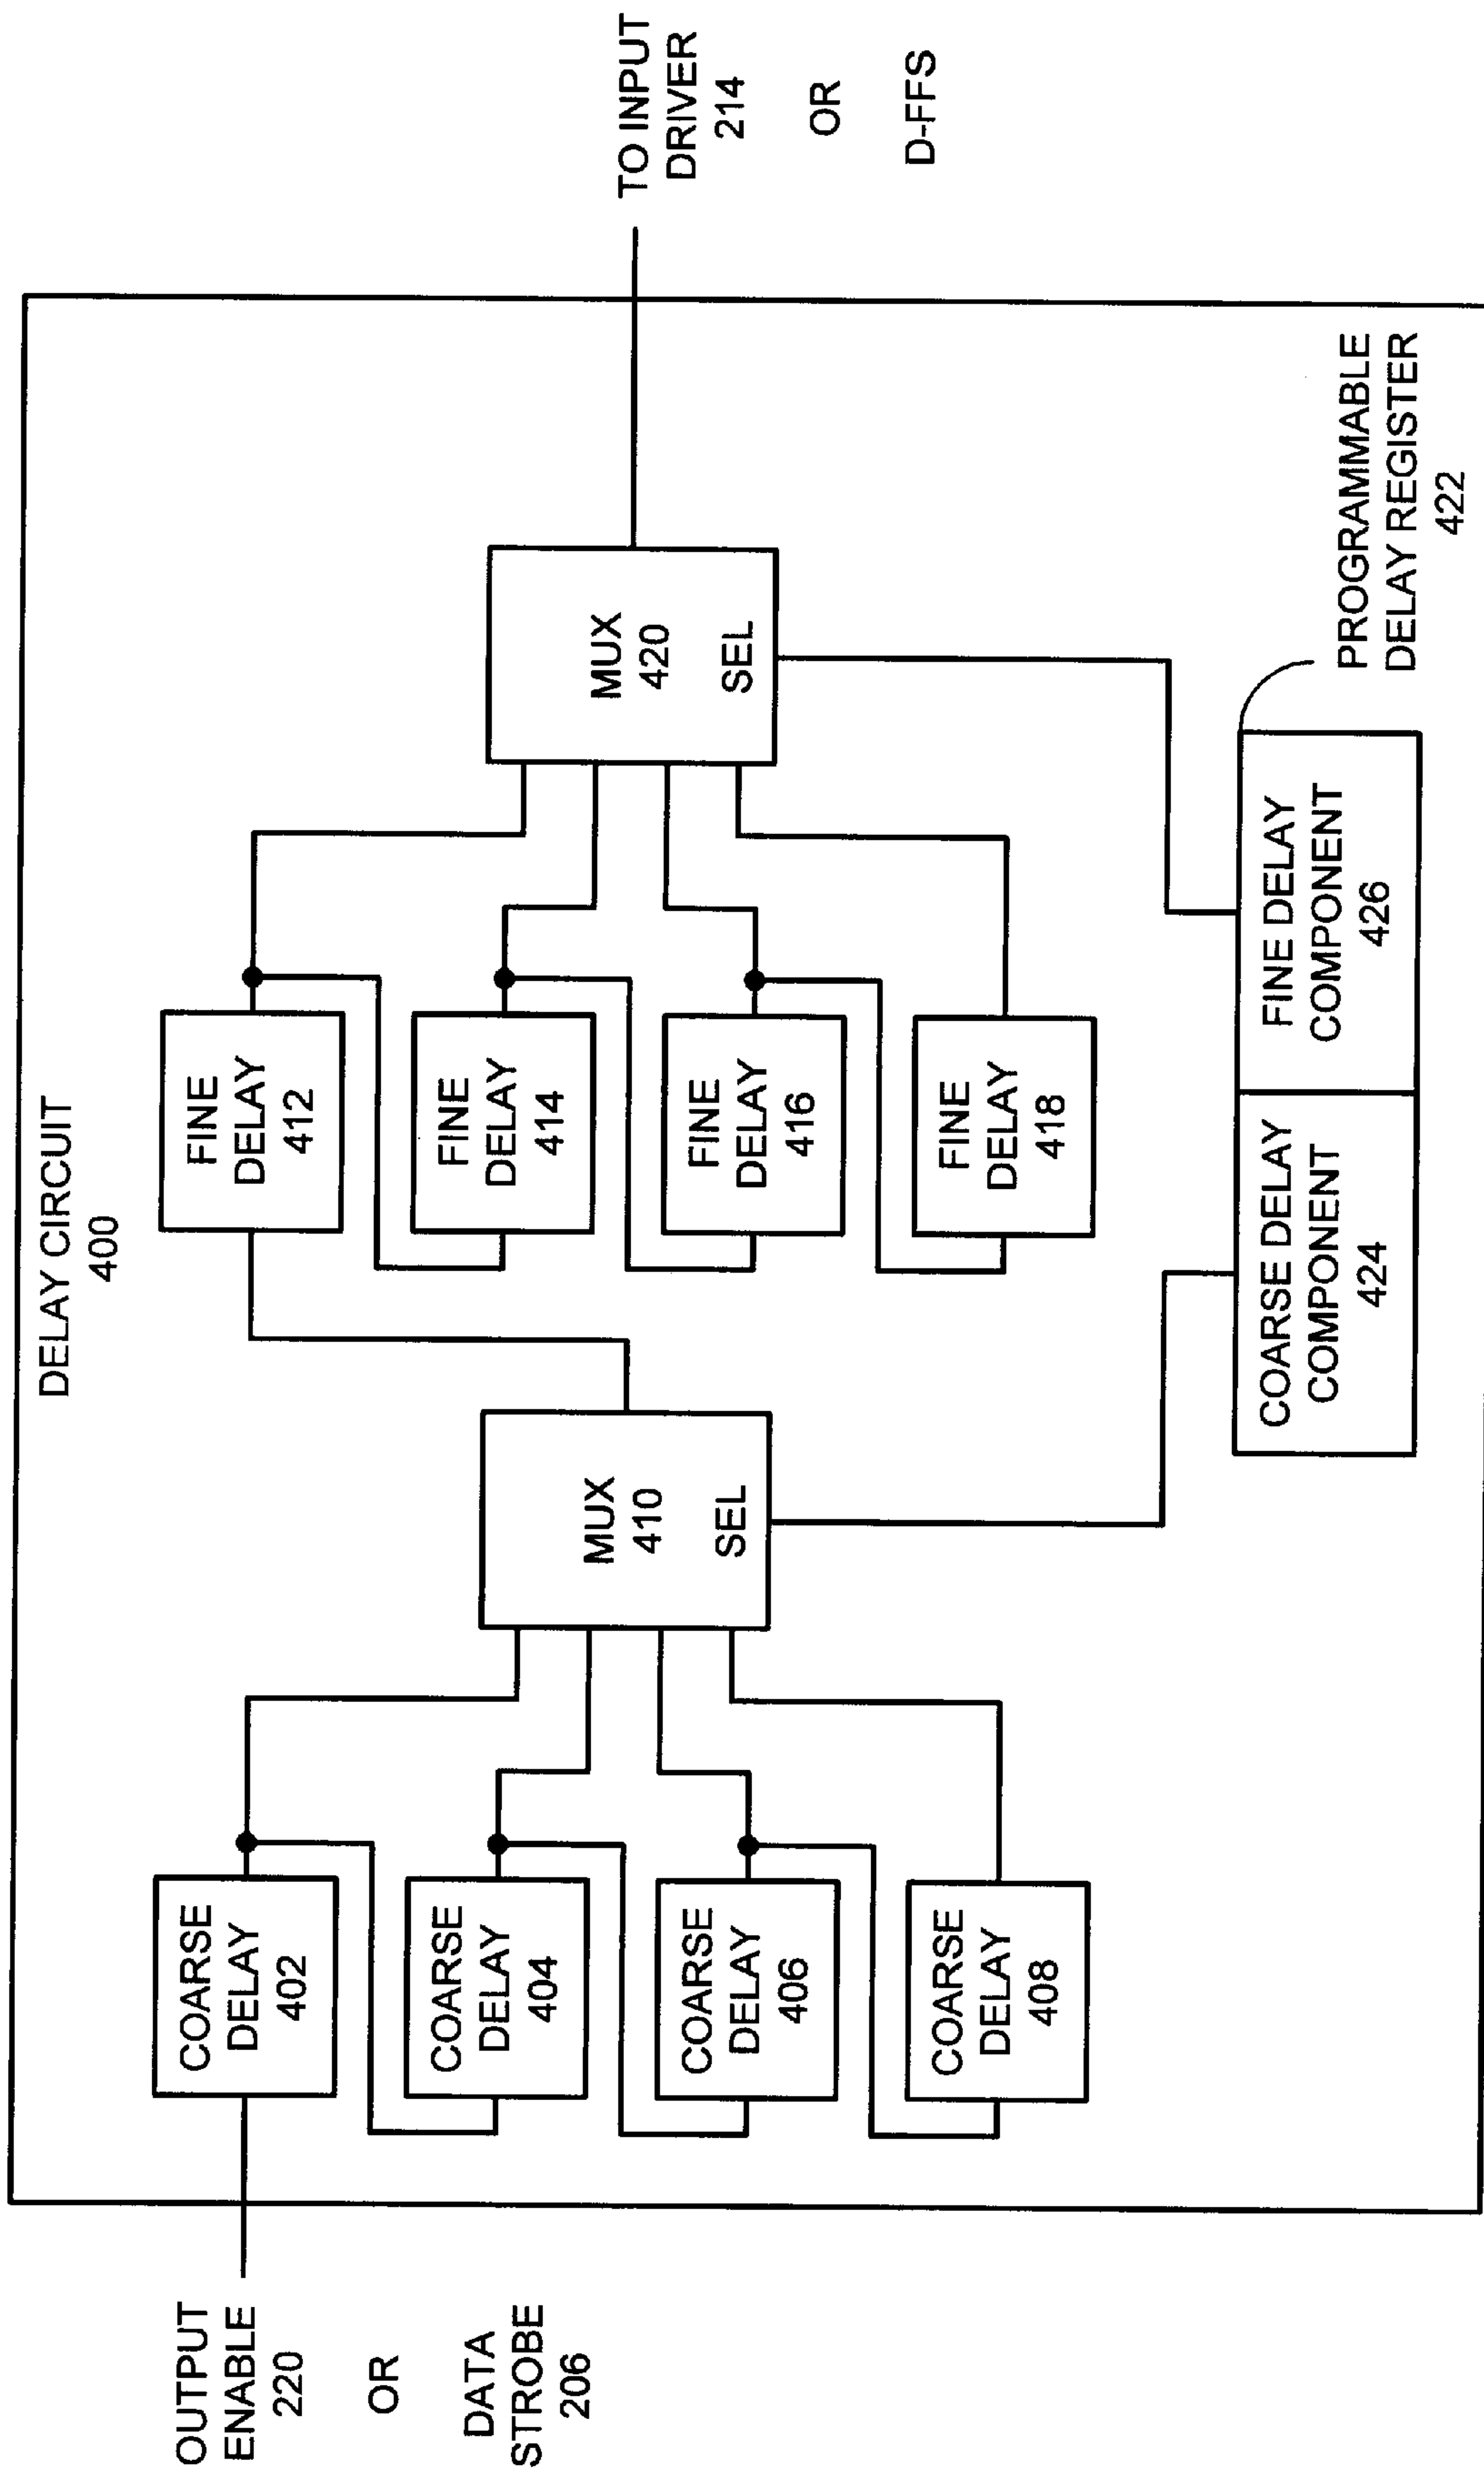 DELAY CIRCUIT
400
OUTPUT
ENABLE
220
OR
DATA
STROBE
206
COARSE
DELAY
402
COARSE
DELAY
404
COARSE
DELAY
406
COARSE
DELAY
408
MUX
410
SEL
FINE
DELAY
412
FINE
DELAY
414
FINE
DELAY
416
FINE
DELAY
418
MUX
420
SEL
TO INPUT
DRIVER
214
OR
D-FFS
COARSE DELAY
COMPONENT
424
FINE DELAY
COMPONENT
426
PROGRAMMABLE
DELAY REGISTER
422